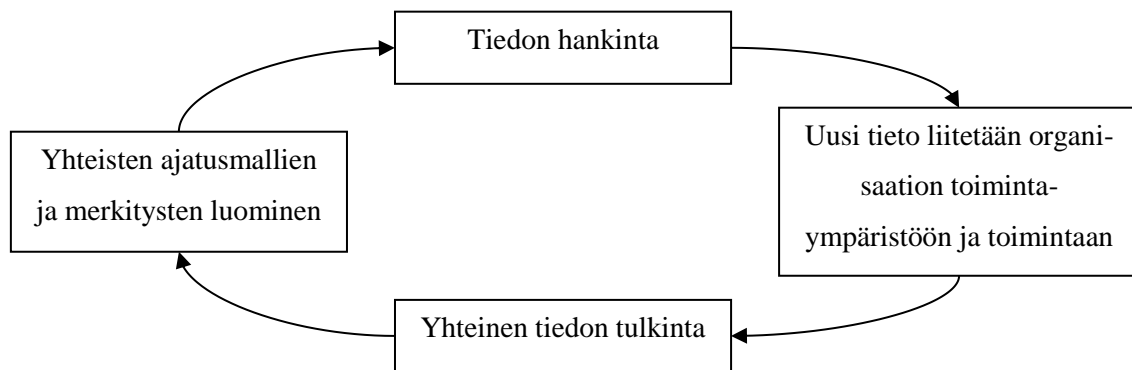 Tiedon hankinta
Uusi tieto liitetään organi-
saation toiminta-
ympäristöön ja toimintaan
Yhteinen tiedon tulkinta
Yhteisten ajatusmallien
ja merkitysten luominen